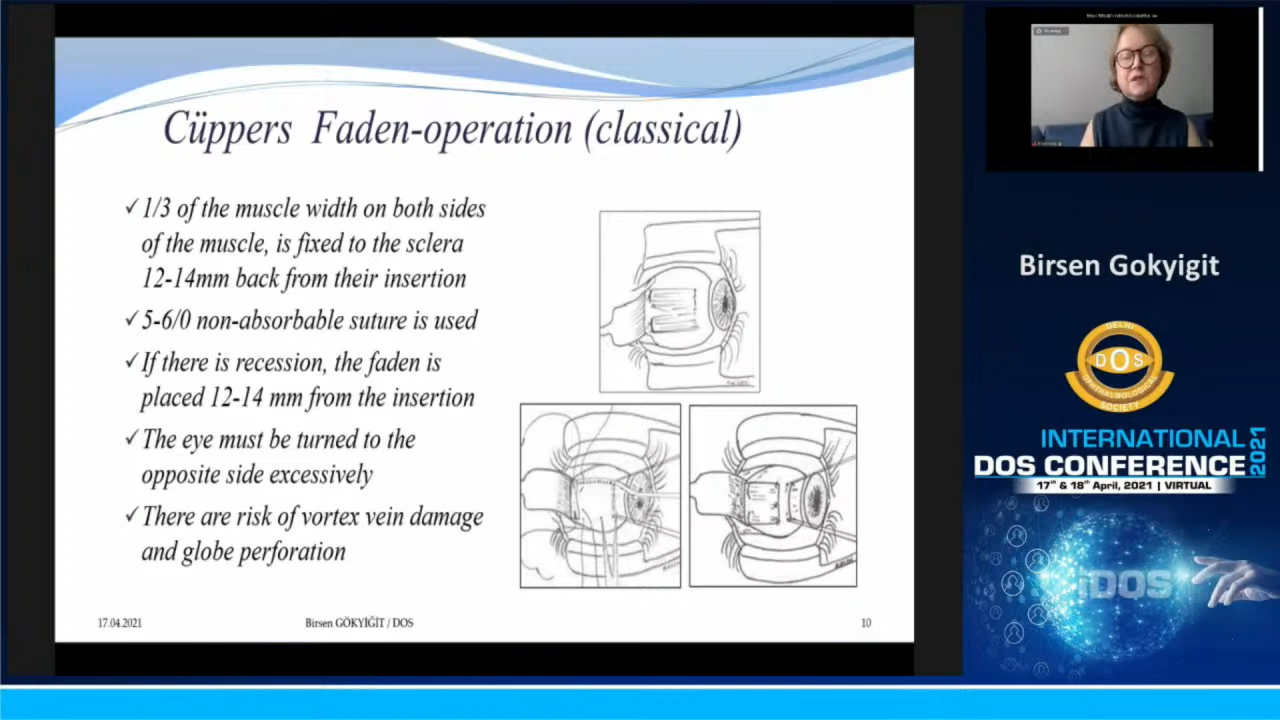 Cüppers Faden-operation (classical)
✓ 1/3 of the muscle width on both sides
of the muscle, is fixed to the sclera
12-14mm back from their insertion
✓ 5-6/0 non-absorbable suture is used
✓ If there is recession, the faden is
placed 12-14 mm from the insertion
✓ The eye must be turned to the
opposite side excessively
✓ There are risk of vortex vein damage
and globe perforation
17.04.2021
Birsen GÖKYİĞİT / DOS
10
Birsen Gokyigit
DELHI
DOS
OPHTHALMOLOGICAL
SOCIETY
INTERNATIONAL
DOS CONFERENCE
2021
17th & 18th April, 2021 | VIRTUAL
iDOS